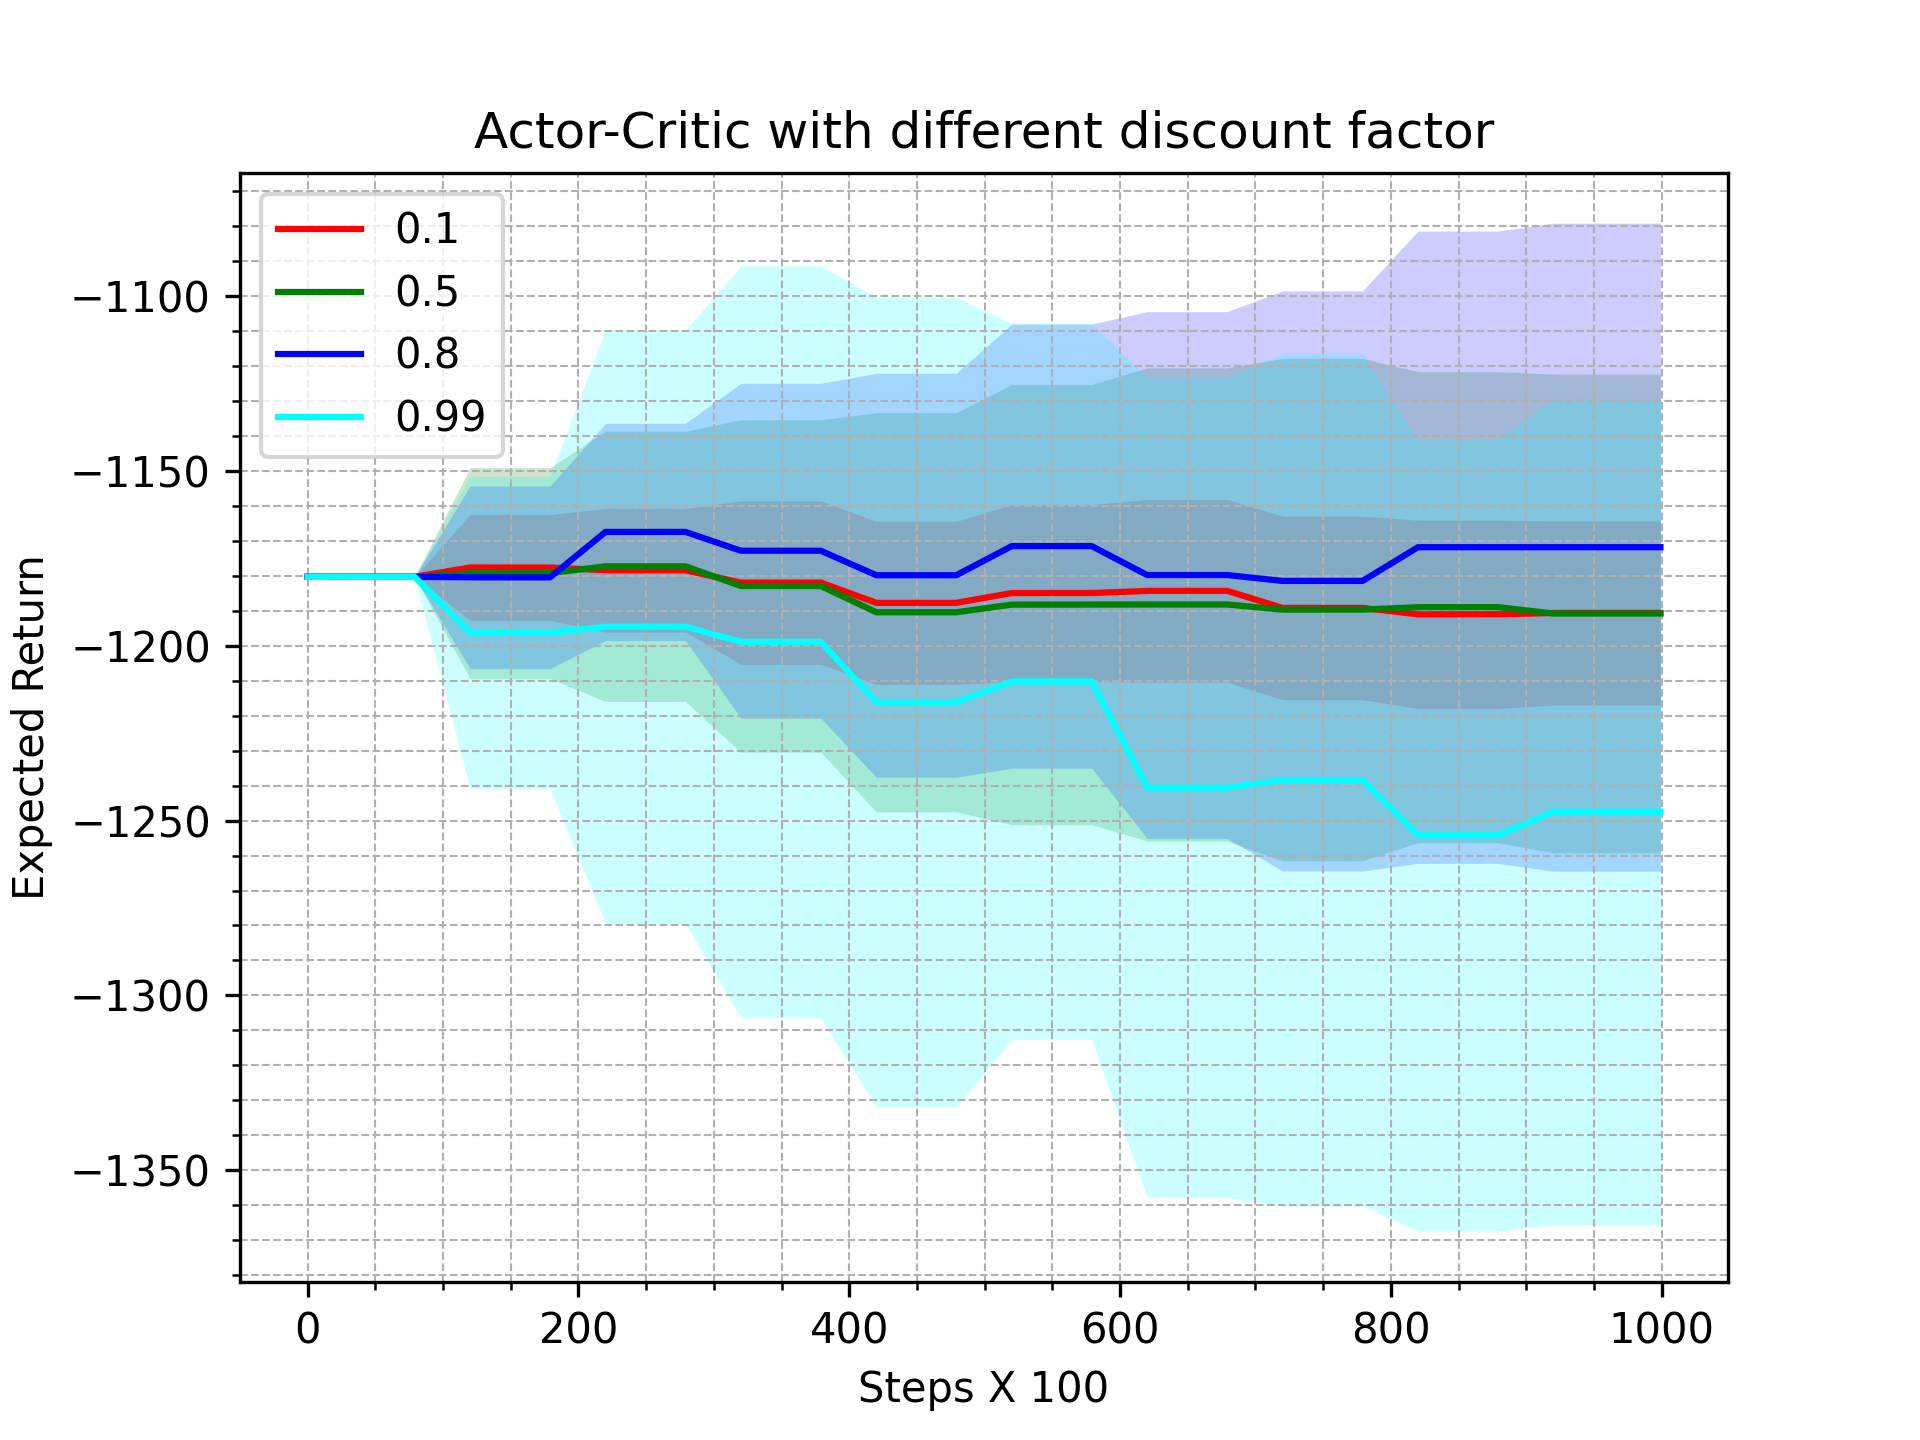 Actor-Critic with different discount factor
0.1
0.5
0.8
0.99
Expected Return
−1100
−1150
−1200
−1250
−1300
−1350
0 200 400 600 800 1000
Steps X 100